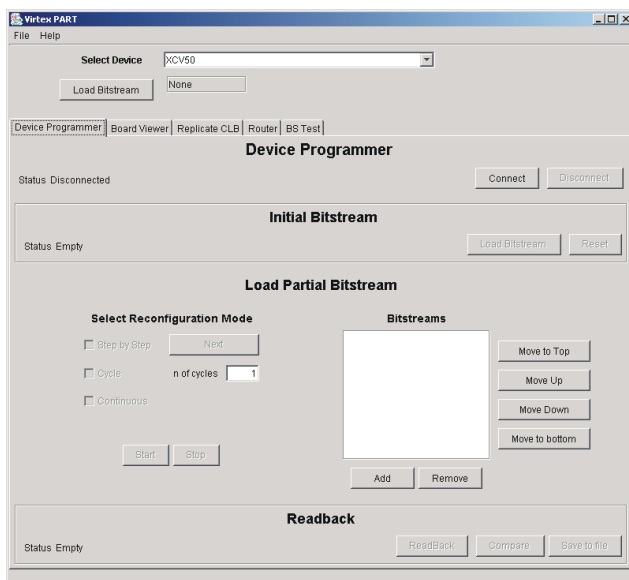 Virtex PART
File Help
Select Device XCV50
Load Bitstream None
Device Programmer Board Viewer Replicate CLB Router BS Test
Device Programmer
Status Disconnected Connect Disconnect
Initial Bitstream
Status Empty Load Bitstream Reset
Load Partial Bitstream
Select Reconfiguration Mode Bitstreams
Step by Step Next
Move to Top
Cycle n of cycles 1
Move Up
Continuous
Move Down
Move to bottom
Start Stop
Add Remove
Readback
Status Empty ReadBack Compare Save to file